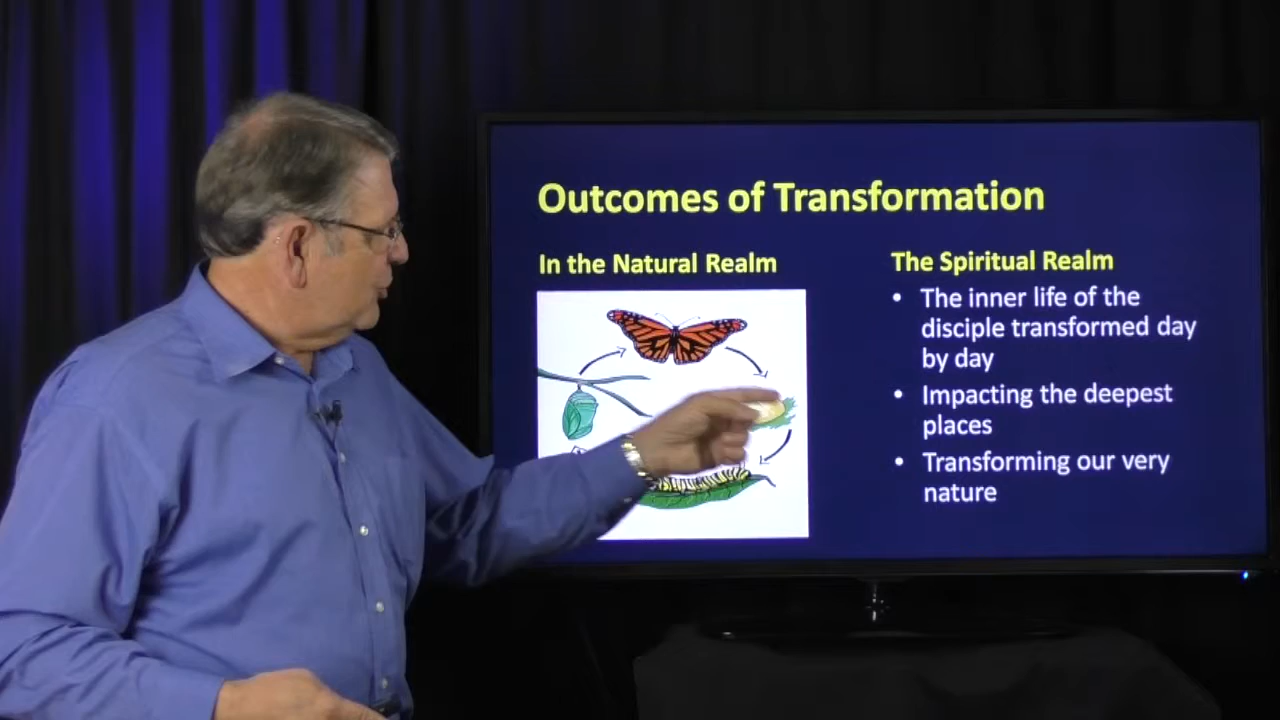 Outcomes of Transformation
In the Natural Realm
The Spiritual Realm
• The inner life of the
disciple transformed day
by day
• Impacting the deepest
places
• Transforming our very
nature